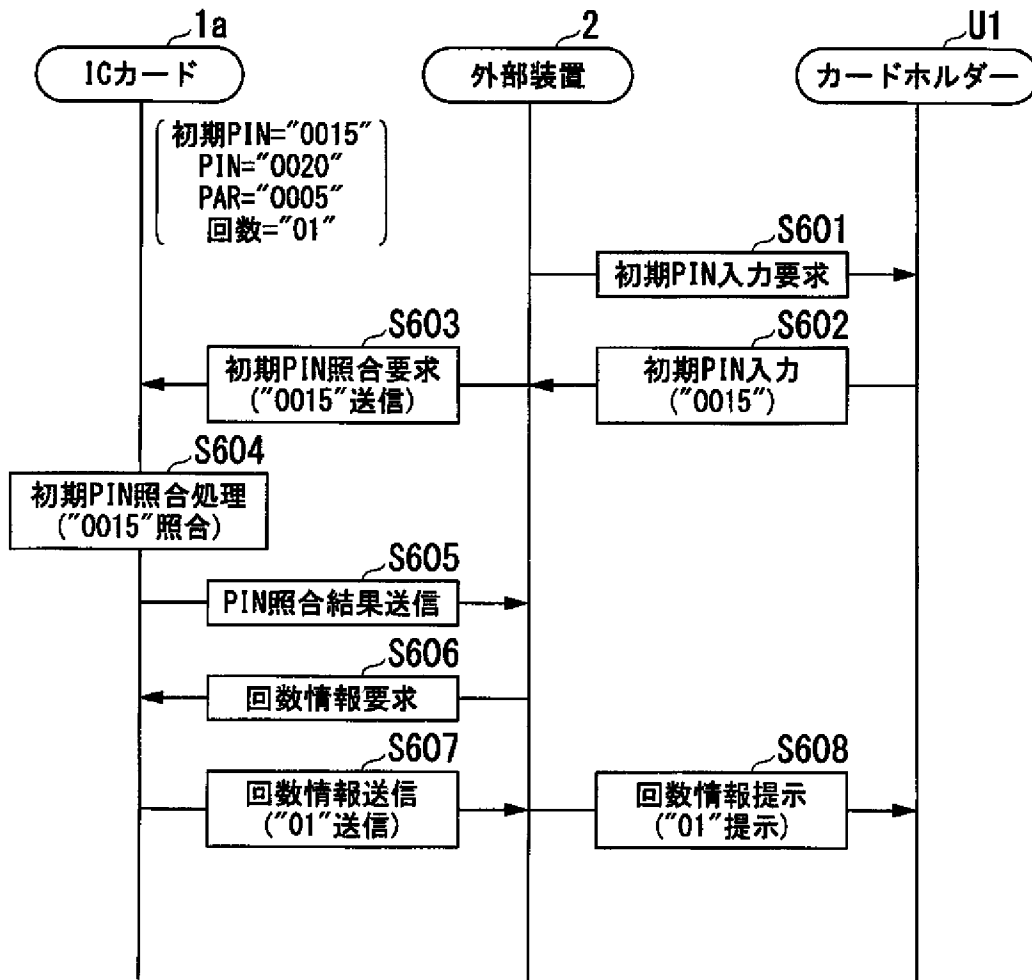 1a
2
U1
ICカード
外部装置
カードホルダー
初期PIN="0015"
PIN="0020"
PAR="0005"
回数="01"
S601
初期PIN入力要求
S603
S602
初期PIN照合要求
("0015"送信)
初期PIN入力
("0015")
S604
初期PIN照合処理
("0015"照合)
S605
PIN照合結果送信
S606
回数情報要求
S607
S608
回数情報送信
("01"送信)
回数情報提示
("01"提示)